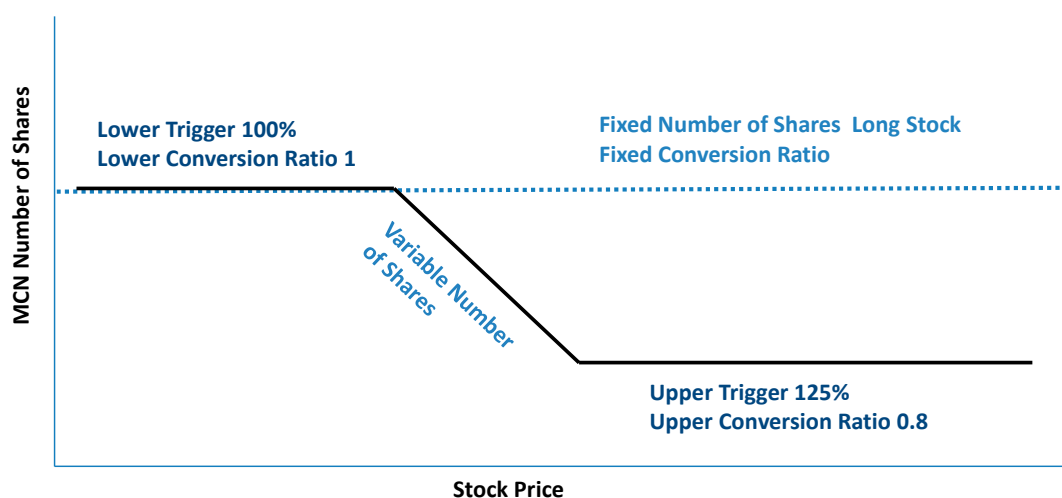 MCN Number of Shares
Lower Trigger 100%
Lower Conversion Ratio 1
Fixed Number of Shares Long Stock
Fixed Conversion Ratio
Variable Number
of Shares
Upper Trigger 125%
Upper Conversion Ratio 0.8
Stock Price